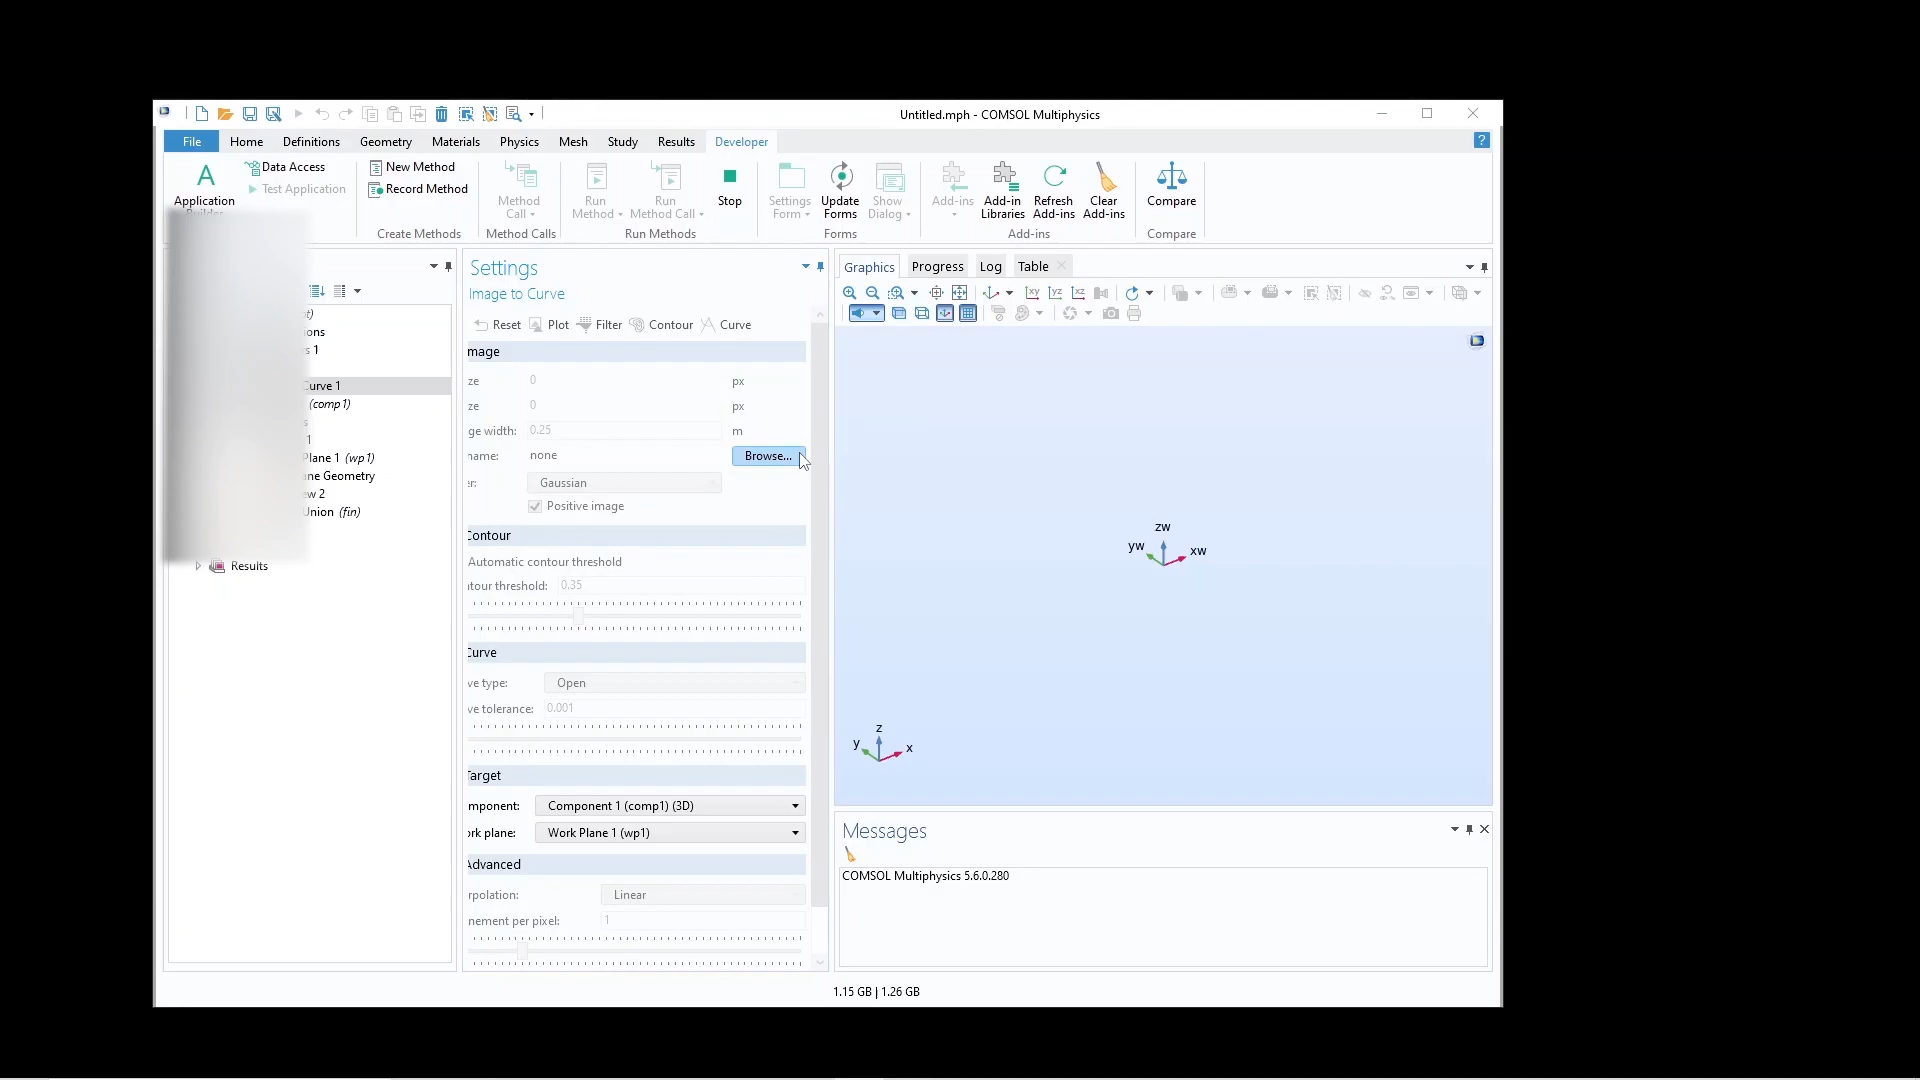 Untitled.mph - COMSOL Multiphysics
File Home Definitions Geometry Materials Physics Mesh Study Results Developer
Application
Data Access
Test Application
New Method
Record Method
Create Methods
Method
Call
Method Calls
Run
Method
Run
Method Call
Stop
Run Methods
Settings
Form
Update
Forms
Show
Dialog
Forms
Add-ins
Add-in
Libraries
Refresh
Add-ins
Clear
Add-ins
Add-ins
Compare
Compare
s 1
Curve 1
(comp1)
1
Plane 1 (wp1)
ne Geometry
ew 2
Union (fin)
Results
Settings
Image to Curve
Reset Plot Filter Contour Curve
mage
ze 0 px
ze 0 px
ge width: 0.25 m
name: none Browse...
er: Gaussian
Positive image
Contour
Automatic contour threshold
tour threshold: 0.35
Curve
ve type: Open
ve tolerance: 0.001
Target
mponent: Component 1 (comp1) (3D)
ork plane: Work Plane 1 (wp1)
Advanced
rpolation: Linear
nement per pixel: 1
Graphics Progress Log Table
xy yz xz
zw
yw xw
z
y x
Messages
COMSOL Multiphysics 5.6.0.280
1.15 GB | 1.26 GB